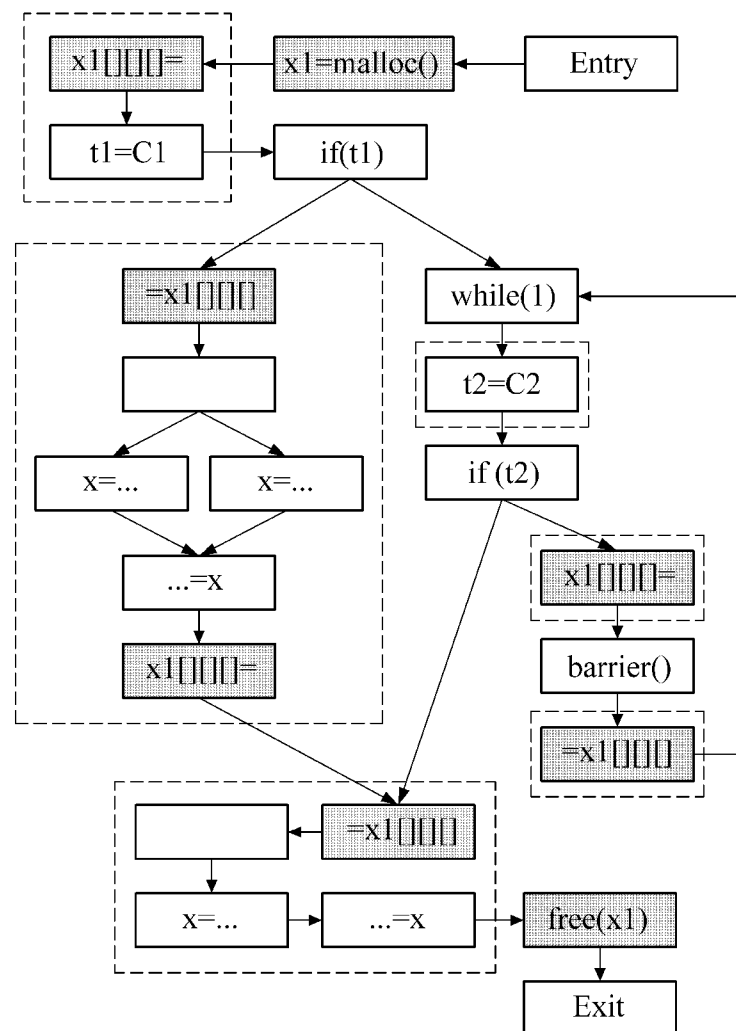 x1[][][]=
x1=malloc()
Entry
t1=C1
if(t1)
=x1[][][]
while(1)
t2=C2
x=...
x=...
if (t2)
...=x
x1[][][]=
x1[][][]=
barrier()
=x1[][][]
=x1[][][]
x=...
...=x
free(x1)
Exit